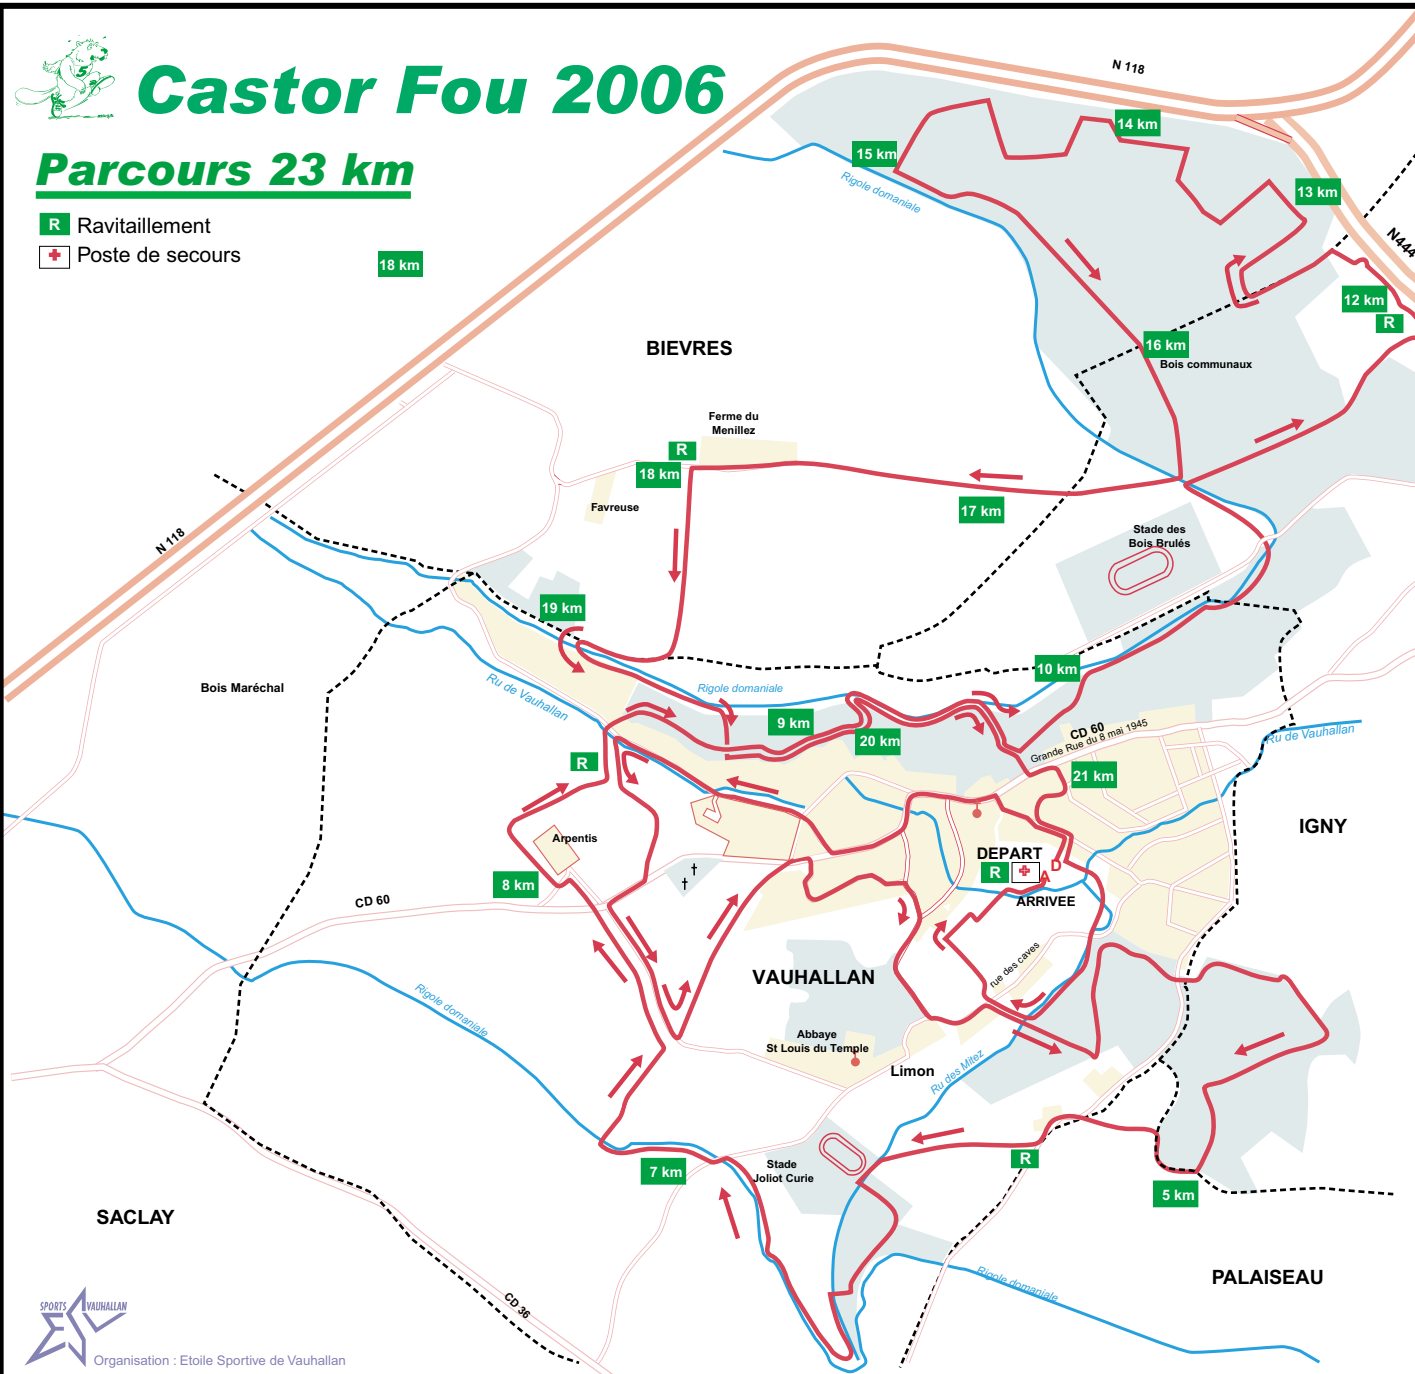 Castor Fou 2006
Parcours 23 km
R Ravitaillement
Poste de secours
18 km
N 118
14 km
15 km
Rigole domaniale
13 km
N444
12 km
R
16 km
Bois communaux
BIEVRES
Ferme du
Menillez
R
18 km
Favreuse
17 km
Stade des
Bois Brulés
N 118
19 km
10 km
Bois Maréchal
Ru de Vauhallan
Rigole domaniale
9 km
20 km
CD 60
Grande Rue du 8 mai 1945
Ru de Vauhallan
R
21 km
IGNY
Arpentis
DEPART
R
A
D
ARRIVEE
8 km
CD 60
rue des caves
VAUHALLAN
Rigole domaniale
Abbaye
St Louis du Temple
Limon
Ru des Mitez
7 km
Stade
Joliot Curie
R
5 km
SACLAY
PALAISEAU
Rigole domaniale
CD 36
SPORTS VAUHALLAN
ESV
Organisation : Etoile Sportive de Vauhallan